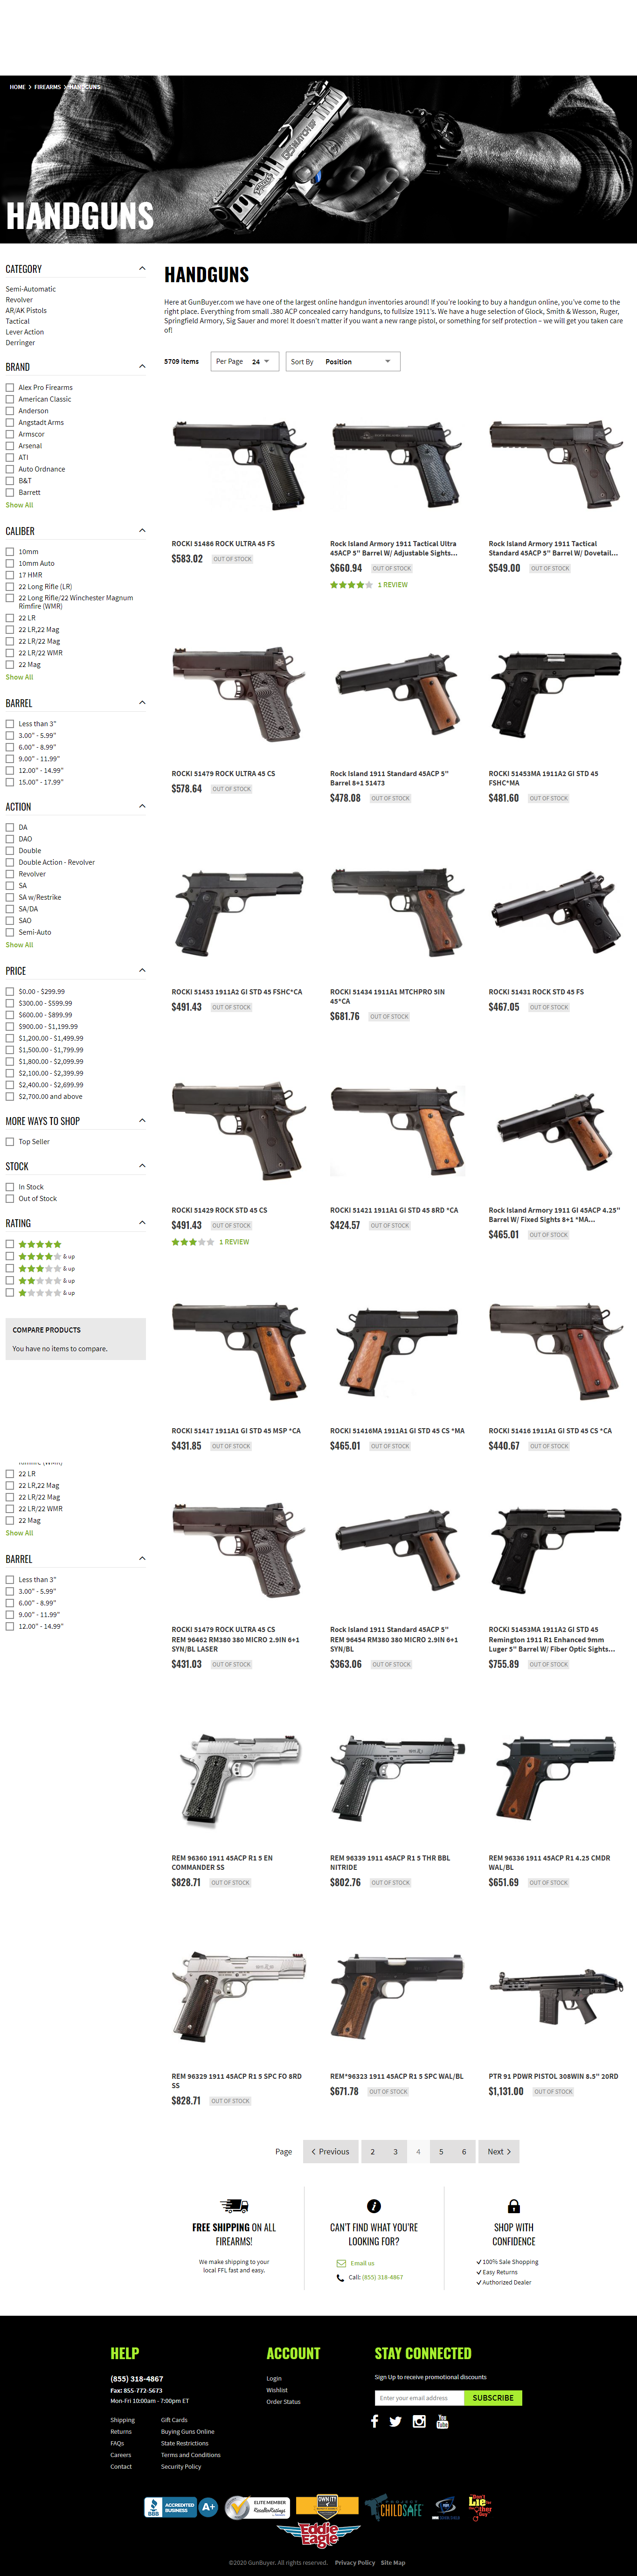 HOME > FIREARMS > HANDGUNS
HANDGUNS
CATEGORY
Semi-Automatic
Revolver
AR/AK Pistols
Tactical
Lever Action
Derringer
BRAND
Alex Pro Firearms
American Classic
Anderson
Angstadt Arms
Armscor
Arsenal
ATI
Auto Ordnance
B&T
Barrett
Show All
CALIBER
10mm
10mm Auto
17 HMR
22 Long Rifle (LR)
22 Long Rifle/22 Winchester Magnum
Rimfire (WMR)
22 LR
22 LR,22 Mag
22 LR/22 Mag
22 LR/22 WMR
22 Mag
Show All
BARREL
Less than 3"
3.00" - 5.99"
6.00" - 8.99"
9.00" - 11.99"
12.00" - 14.99"
15.00" - 17.99"
ACTION
DA
DAO
Double
Double Action - Revolver
Revolver
SA
SA w/Restrike
SA/DA
SAO
Semi-Auto
Show All
PRICE
$0.00 - $299.99
$300.00 - $599.99
$600.00 - $899.99
$900.00 - $1,199.99
$1,200.00 - $1,499.99
$1,500.00 - $1,799.99
$1,800.00 - $2,099.99
$2,100.00 - $2,399.99
$2,400.00 - $2,699.99
$2,700.00 and above
MORE WAYS TO SHOP
Top Seller
STOCK
In Stock
Out of Stock
RATING
& up
& up
& up
& up
COMPARE PRODUCTS
You have no items to compare.
22 LR
22 LR,22 Mag
22 LR/22 Mag
22 LR/22 WMR
22 Mag
Show All
BARREL
Less than 3"
3.00" - 5.99"
6.00" - 8.99"
9.00" - 11.99"
12.00" - 14.99"
HANDGUNS
Here at GunBuyer.com we have one of the largest online handgun inventories around! If you're looking to buy a handgun online, you've come to the
right place. Everything from small .380 ACP concealed carry handguns, to fullsize 1911's. We have a huge selection of Glock, Smith & Wesson, Ruger,
Springfield Armory, Sig Sauer and more! It doesn't matter if you want a new range pistol, or something for self protection – we will get you taken care
of!
5709 Items Per Page 24 Sort By Position
ROCKI 51486 ROCK ULTRA 45 FS
$583.02 OUT OF STOCK
Rock Island Armory 1911 Tactical Ultra
45ACP 5" Barrel W/ Adjustable Sights...
$660.94 OUT OF STOCK
1 REVIEW
Rock Island Armory 1911 Tactical
Standard 45ACP 5" Barrel W/ Dovetail...
$549.00 OUT OF STOCK
ROCKI 51479 ROCK ULTRA 45 CS
$578.64 OUT OF STOCK
Rock Island 1911 Standard 45ACP 5"
Barrel 8+1 51473
$478.08 OUT OF STOCK
ROCKI 51453MA 1911A2 GI STD 45
FSHC*MA
$481.60 OUT OF STOCK
ROCKI 51453 1911A2 GI STD 45 FSHC*CA
$491.43 OUT OF STOCK
ROCKI 51434 1911A1 MTCHPRO 5IN
45*CA
$681.76 OUT OF STOCK
ROCKI 51431 ROCK STD 45 FS
$467.05 OUT OF STOCK
ROCKI 51429 ROCK STD 45 CS
$491.43 OUT OF STOCK
1 REVIEW
ROCKI 51421 1911A1 GI STD 45 8RD *CA
$424.57 OUT OF STOCK
Rock Island Armory 1911 GI 45ACP 4.25"
Barrel W/ Fixed Sights 8+1 *MA...
$465.01 OUT OF STOCK
ROCKI 51417 1911A1 GI STD 45 MSP *CA
$431.85 OUT OF STOCK
ROCKI 51416MA 1911A1 GI STD 45 CS *MA
$465.01 OUT OF STOCK
ROCKI 51416 1911A1 GI STD 45 CS *CA
$440.67 OUT OF STOCK
ROCKI 51479 ROCK ULTRA 45 CS
REM 96462 RM380 380 MICRO 2.9IN 6+1
SYN/BL LASER
$431.03 OUT OF STOCK
Rock Island 1911 Standard 45ACP 5"
REM 96454 RM380 380 MICRO 2.9IN 6+1
SYN/BL
$363.06 OUT OF STOCK
ROCKI 51453MA 1911A2 GI STD 45
Remington 1911 R1 Enhanced 9mm
Luger 5" Barrel W/ Fiber Optic Sights...
$755.89 OUT OF STOCK
REM 96360 1911 45ACP R1 5 EN
COMMANDER SS
$828.71 OUT OF STOCK
REM 96339 1911 45ACP R1 5 THR BBL
NITRIDE
$802.76 OUT OF STOCK
REM 96336 1911 45ACP R1 4.25 CMDR
WAL/BL
$651.69 OUT OF STOCK
REM 96329 1911 45ACP R1 5 SPC FO 8RD
SS
$828.71 OUT OF STOCK
REM*96323 1911 45ACP R1 5 SPC WAL/BL
$671.78 OUT OF STOCK
PTR 91 PDWR PISTOL 308WIN 8.5" 20RD
$1,131.00 OUT OF STOCK
Page < Previous 2 3 4 5 6 Next >
FREE SHIPPING ON ALL
FIREARMS!
We make shipping to your
local FFL fast and easy.
CAN'T FIND WHAT YOU'RE
LOOKING FOR?
Email us
Call: (855) 318-4867
SHOP WITH
CONFIDENCE
✓ 100% Sale Shopping
✓ Easy Returns
✓ Authorized Dealer
HELP
(855) 318-4867
Fax: 855-772-5673
Mon-Fri 10:00am - 7:00pm ET
Shipping
Returns
FAQs
Careers
Contact
Gift Cards
Buying Guns Online
State Restrictions
Terms and Conditions
Security Policy
ACCOUNT
Login
Wishlist
Order Status
STAY CONNECTED
Sign Up to receive promotional discounts
Enter your email address SUBSCRIBE
You
Tube
BBB ACCREDITED BUSINESS A+
ELITE MEMBER
OWN IT?
CHILDSAFE
Don't Lie for the Other Guy
Eddie Eagle
©2020 GunBuyer. All rights reserved. Privacy Policy Site Map